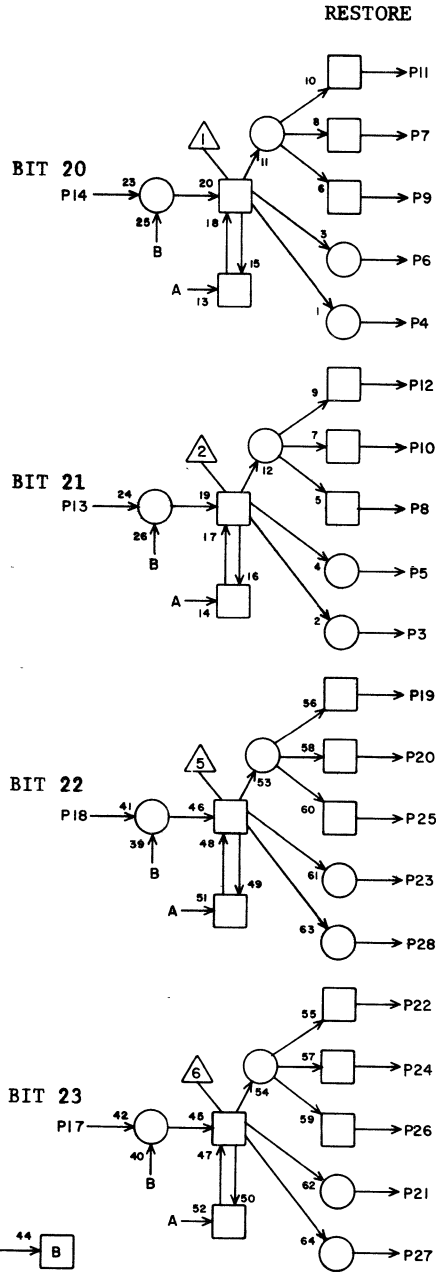 RESTORE
10
P11
1
8
P7
11
BIT 20
6
P9
P14
23
20
25
18
3
P6
B
15
A
13
1
P4
9
P12
2
7
P10
12
BIT 21
5
P8
P13
24
19
26
17
4
P5
B
16
A
14
2
P3
56
P19
5
58
P20
53
BIT 22
60
P25
P18
41
46
39
48
61
P23
B
49
A
51
63
P28
55
P22
6
57
P24
54
BIT 23
59
P26
P17
42
45
40
47
62
P21
B
50
A
52
64
P27
44
B